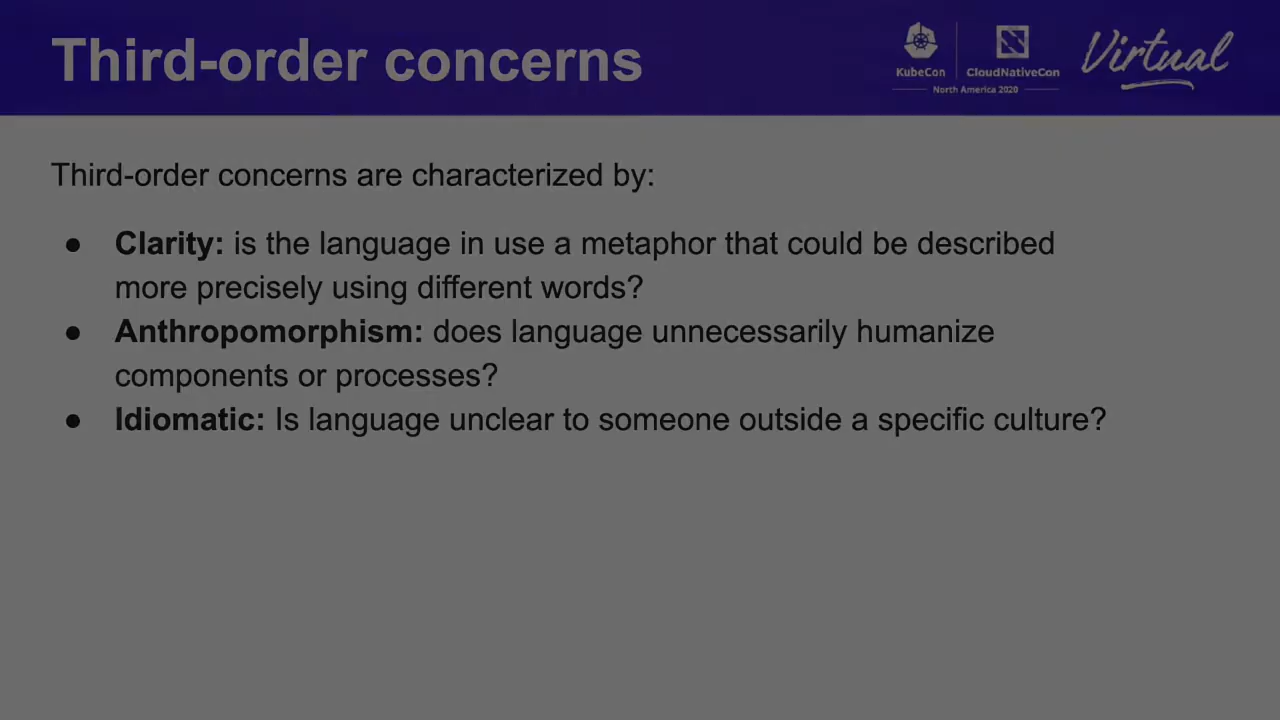 Third-order concerns
KubeCon
CloudNativeCon
North America 2020
Virtual
Third-order concerns are characterized by:
● Clarity: is the language in use a metaphor that could be described
more precisely using different words?
● Anthropomorphism: does language unnecessarily humanize
components or processes?
● Idiomatic: Is language unclear to someone outside a specific culture?